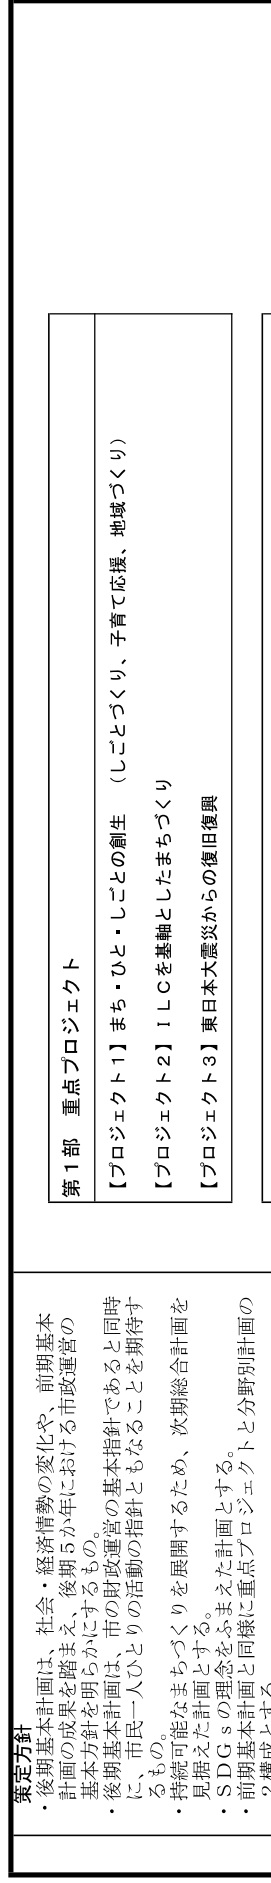 策定方針
・後期基本計画は、社会・経済情勢の変化や、前期基本
計画の成果を踏まえ、後期５か年における市政運営の
基本方針を明らかにするもの。
・後期基本計画は、市の財政運営の基本指針であると同時
に、市民一人ひとりの活動の指針ともなることを期待す
るもの。
・持続可能なまちづくりを展開するため、次期総合計画を
見据えた計画とする。
・ＳＤＧｓの理念をふまえた計画とする。
・前期基本計画と同様に重点プロジェクトと分野別計画の
２構成とする
第１部　重点プロジェクト
【プロジェクト１】まち・ひと・しごとの創生　（しごとづくり、子育て応援、地域づくり）
【プロジェクト２】ＩＬＣを基軸としたまちづくり
【プロジェクト３】東日本大震災からの復旧復興